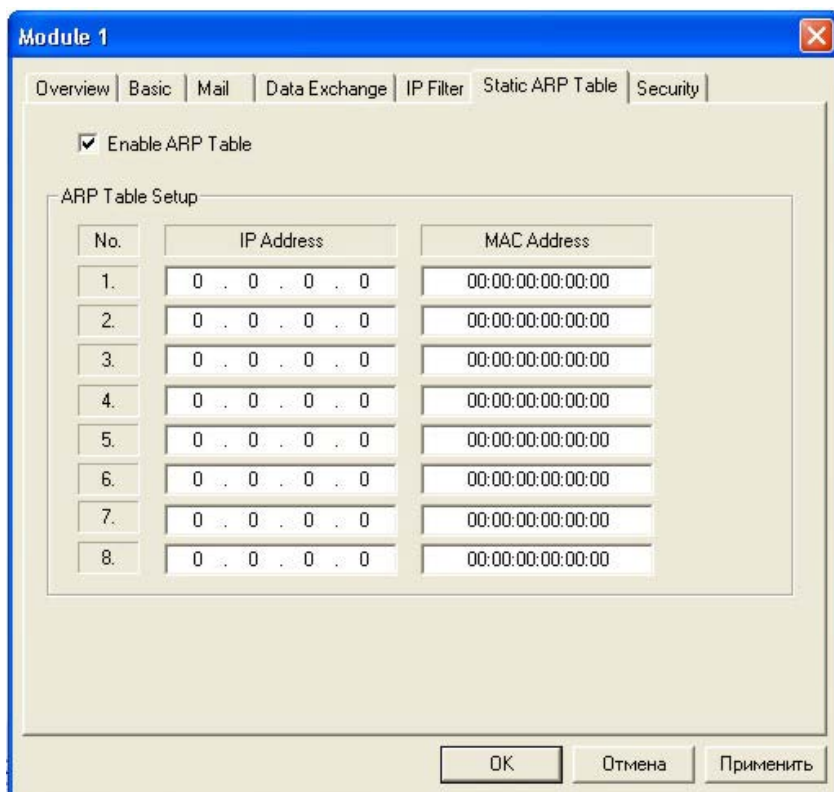 Module 1
Overview Basic Mail Data Exchange IP Filter Static ARP Table Security
Enable ARP Table
ARP Table Setup
No. IP Address MAC Address
1. 0 . 0 . 0 . 0 00:00:00:00:00:00
2. 0 . 0 . 0 . 0 00:00:00:00:00:00
3. 0 . 0 . 0 . 0 00:00:00:00:00:00
4. 0 . 0 . 0 . 0 00:00:00:00:00:00
5. 0 . 0 . 0 . 0 00:00:00:00:00:00
6. 0 . 0 . 0 . 0 00:00:00:00:00:00
7. 0 . 0 . 0 . 0 00:00:00:00:00:00
8. 0 . 0 . 0 . 0 00:00:00:00:00:00
OK Отмена Применить